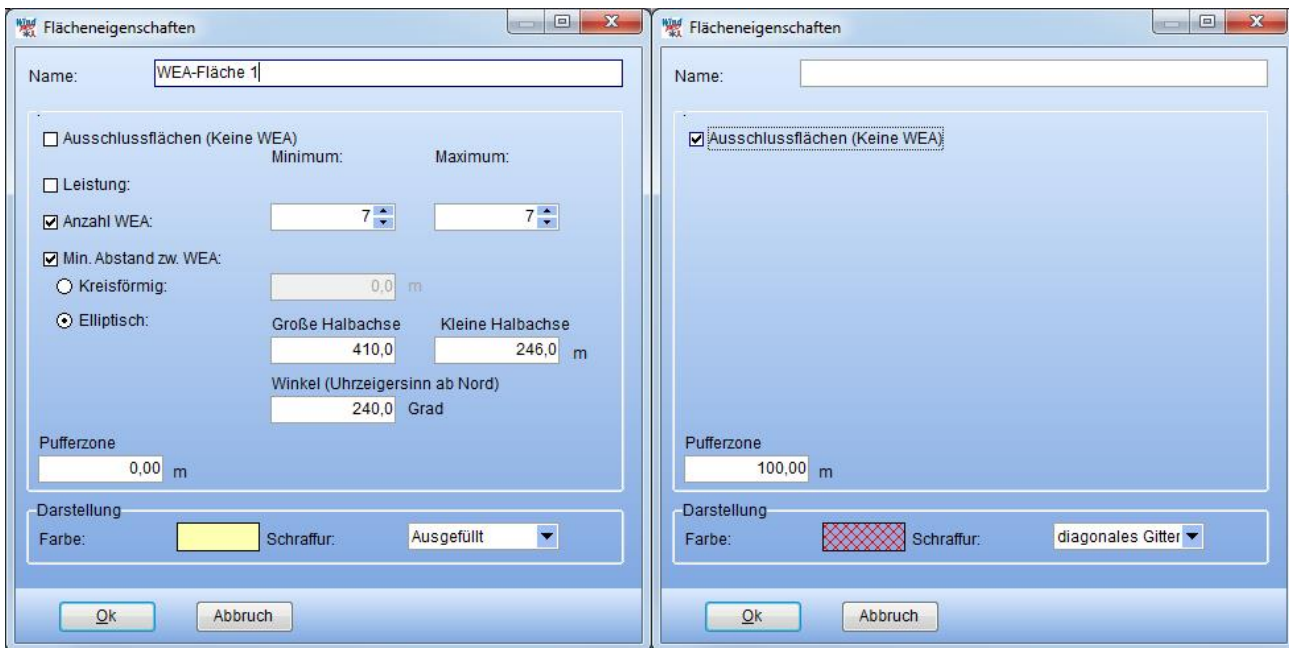 Flächeneigenschaften
Name: WEA-Fläche 1
Ausschlussflächen (Keine WEA)
Minimum: Maximum:
Leistung:
Anzahl WEA: 7 7
Min. Abstand zw. WEA:
Kreisförmig: 0,0 m
Elliptisch:
Große Halbachse Kleine Halbachse
410,0 246,0 m
Winkel (Uhrzeigersinn ab Nord)
240,0 Grad
Pufferzone
0,00 m
Darstellung
Farbe: Schraffur: Ausgefüllt
Ok Abbruch
Flächeneigenschaften
Name:
Ausschlussflächen (Keine WEA)
Pufferzone
100,00 m
Darstellung
Farbe: Schraffur: diagonales Gitter
Ok Abbruch